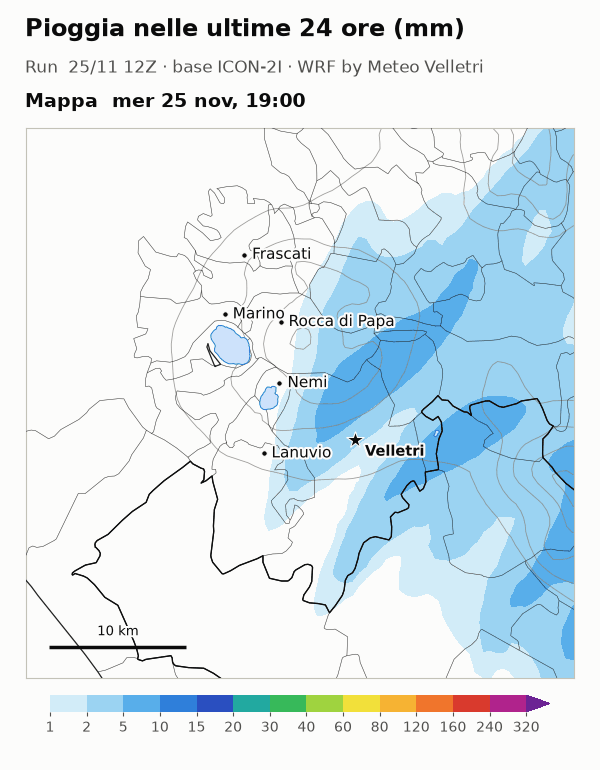 Pioggia nelle ultime 24 ore (mm)
Run  25/11 12Z · base ICON-2I · WRF by Meteo Velletri
Mappa  mer 25 nov, 19:00
Frascati
Marino
Rocca di Papa
Nemi
Velletri
Lanuvio
10 km
1 2 5 10 15 20 30 40 60 80 120 160 240 320